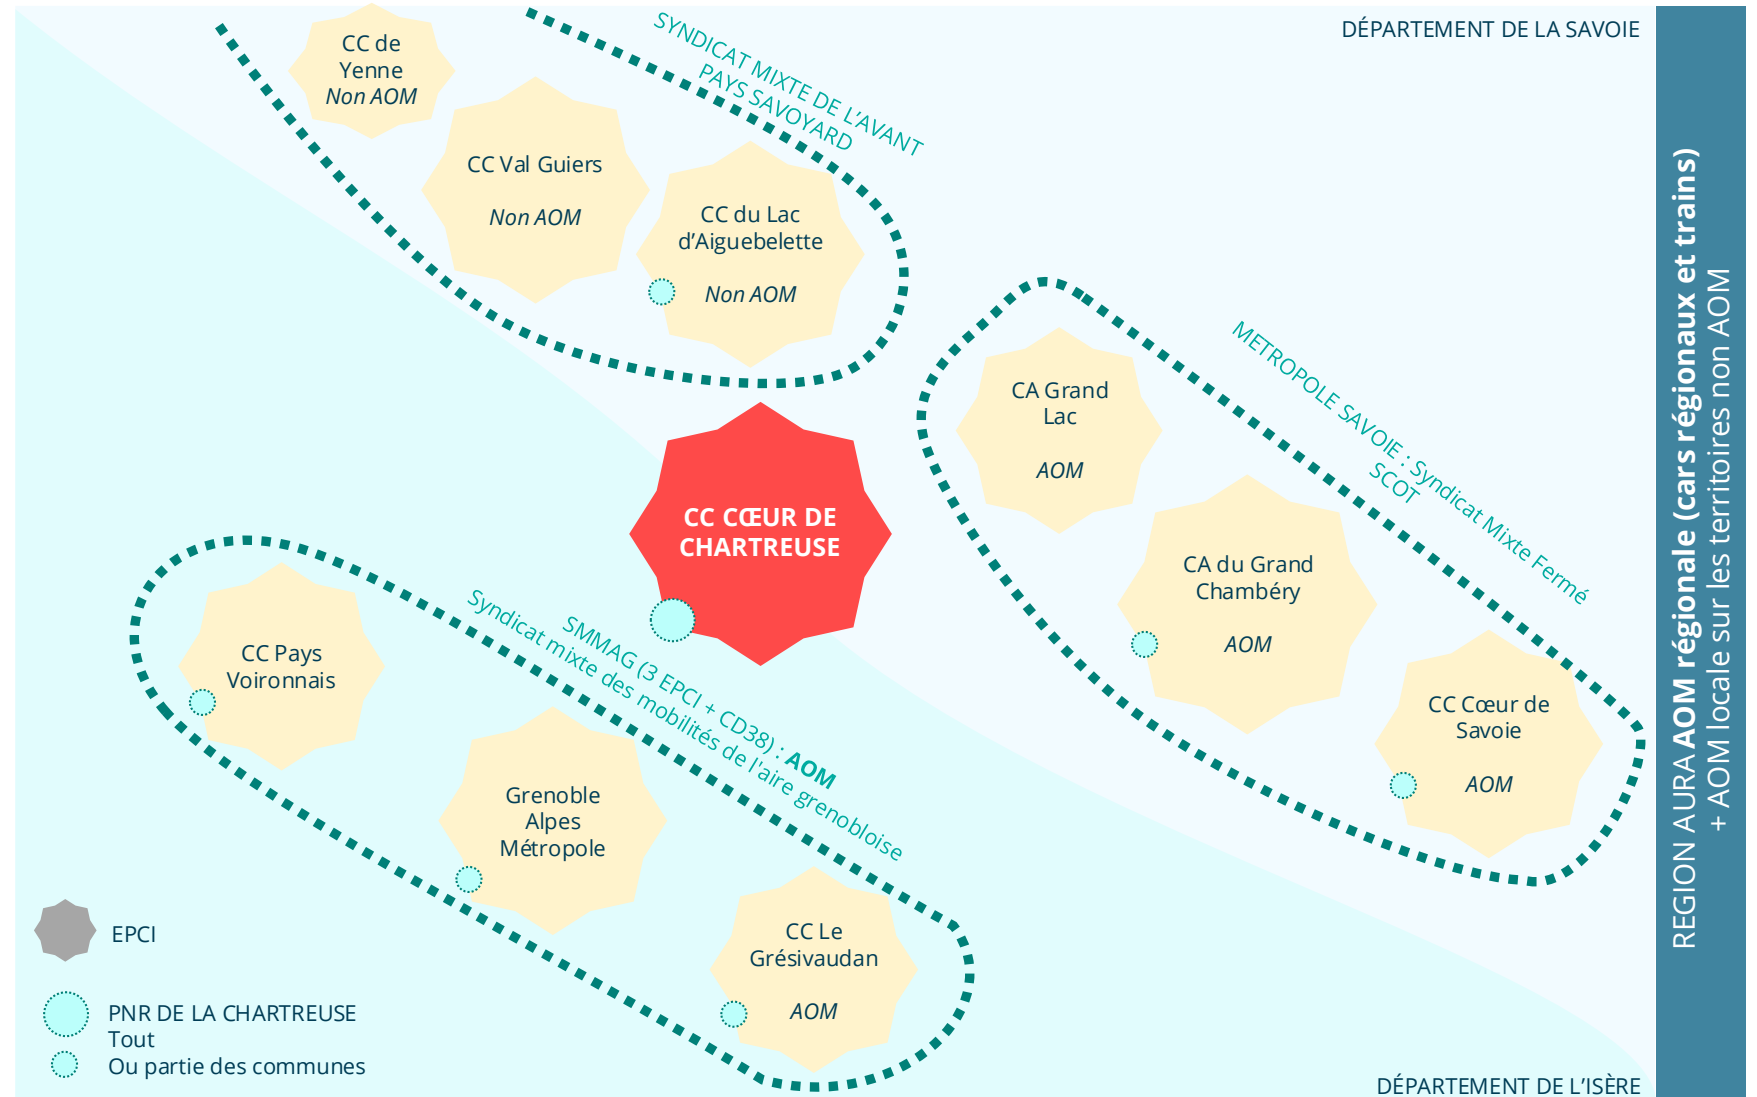 DÉPARTEMENT DE LA SAVOIE
CC de
Yenne
Non AOM
SYNDICAT MIXTE DE L'AVANT
PAYS SAVOYARD
CC Val Guiers
Non AOM
CC du Lac
d’Aiguebelette
Non AOM
METROPOLE SAVOIE : Syndicat Mixte Fermé
SCOT
CA Grand
Lac
AOM
CA du Grand
Chambéry
AOM
CC Cœur de
Savoie
AOM
CC CŒUR DE
CHARTREUSE
SMMAG (3 EPCI + CD38) : AOM
Syndicat mixte des mobilités de l'aire grenobloise
CC Pays
Voironnais
Grenoble
Alpes
Métropole
CC Le
Grésivaudan
AOM
EPCI
PNR DE LA CHARTREUSE
Tout
Ou partie des communes
DÉPARTEMENT DE L’ISÈRE
REGION AURA AOM régionale (cars régionaux et trains)
+ AOM locale sur les territoires non AOM